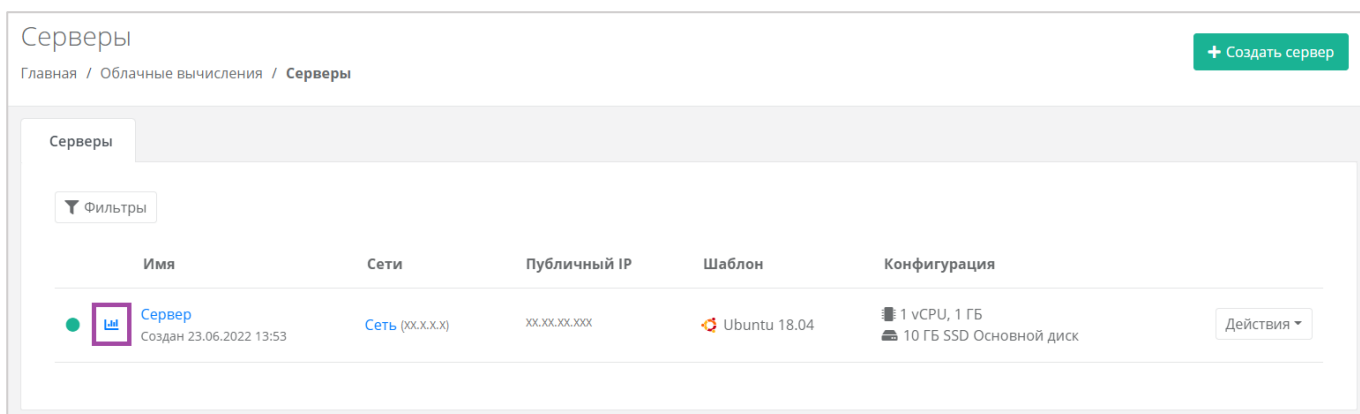 Серверы
+ Создать сервер
Главная / Облачные вычисления / Серверы
Серверы
Фильтры
Имя Сети Публичный IP Шаблон Конфигурация
Сервер Сеть (XX.X.X.X) XX.XX.XX.XXX Ubuntu 18.04 1 vCPU, 1 ГБ Действия
Создан 23.06.2022 13:53 10 ГБ SSD Основной диск